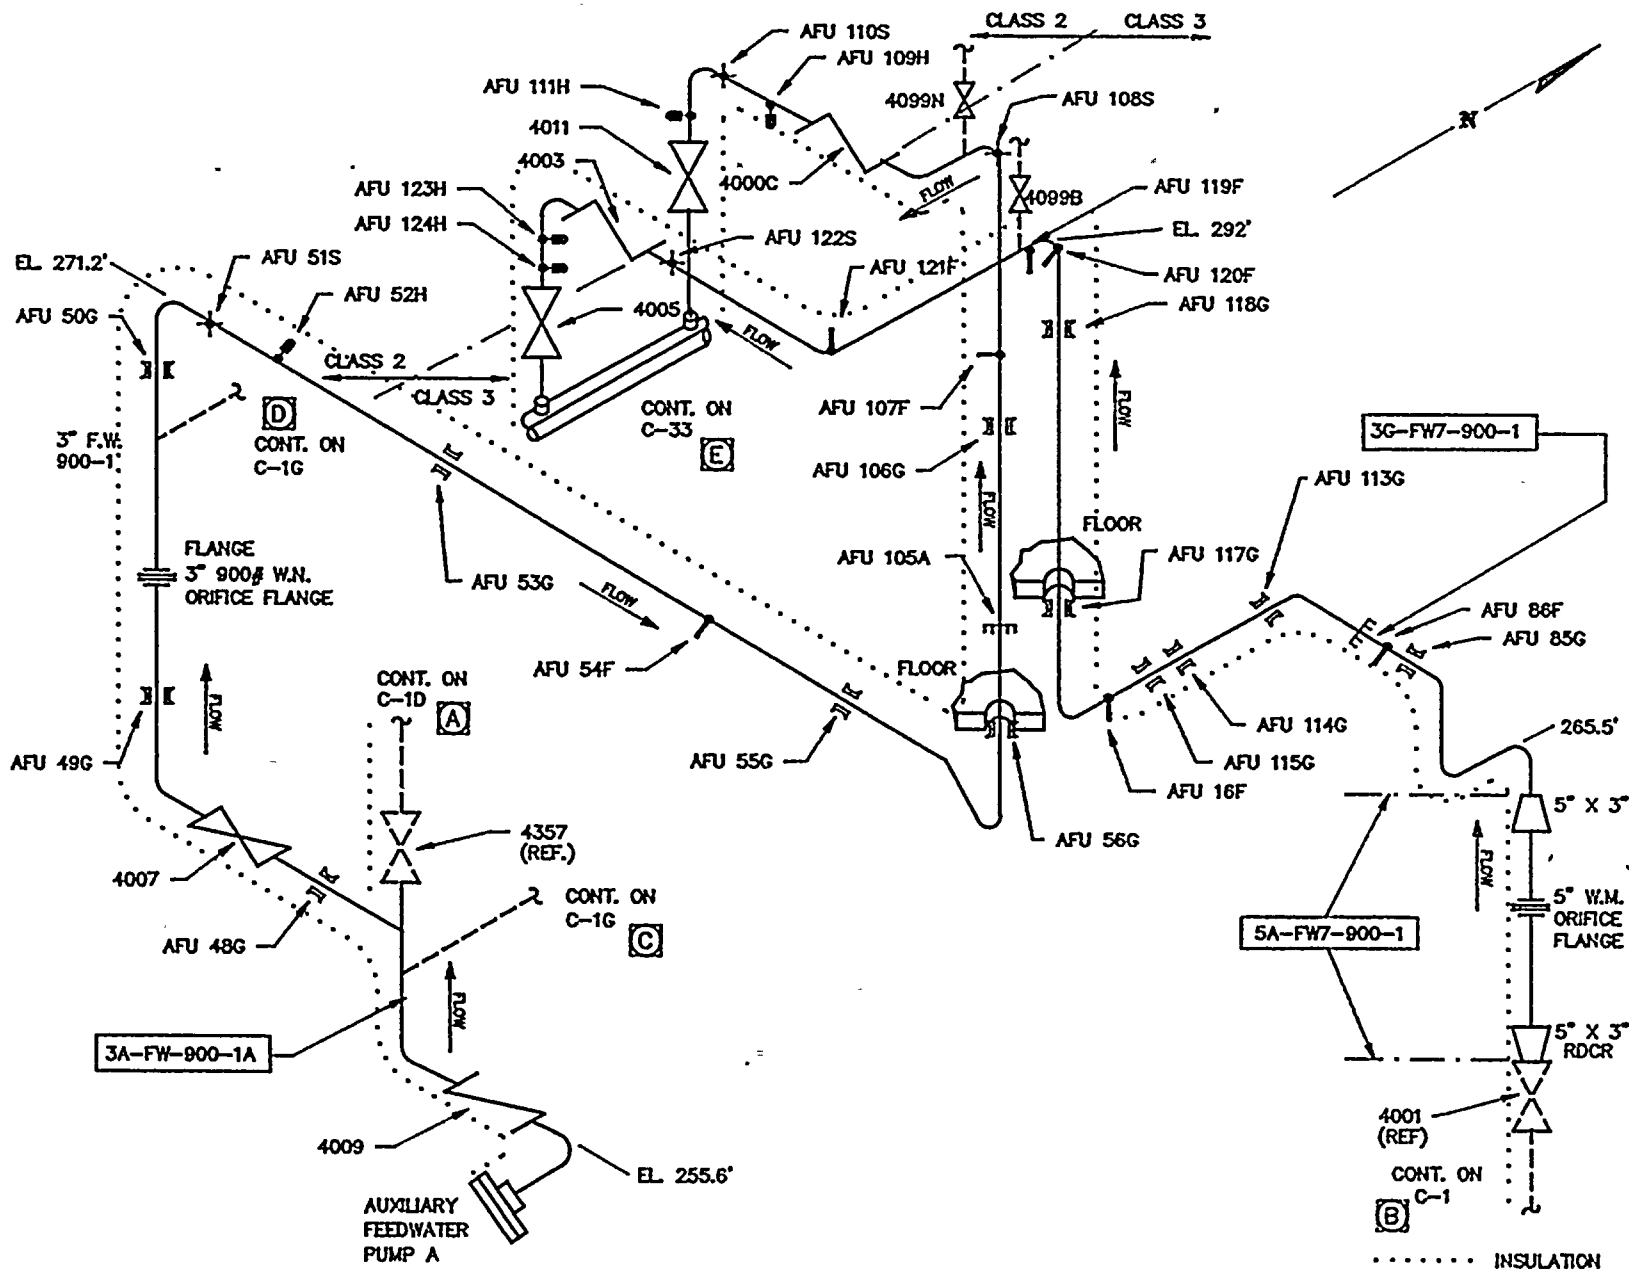 CLASS 2
CLASS 3
AFU 110S
AFU 109H
AFU 111H
4099N
AFU 108S
4011
N
4003
4000C
FLOW
4099B
AFU 119F
AFU 123H
AFU 124H
AFU 122S
EL. 292'
EL. 271.2'
AFU 51S
AFU 121F
AFU 120F
AFU 52H
AFU 50G
4005
FLOW
AFU 118G
CLASS 2
CLASS 3
FLOW
D
CONT. ON
C-1G
CONT. ON
C-33
E
AFU 107F
3" F.W.
900-1
3G-FW7-900-1
AFU 106G
AFU 113G
FLOW
FLOOR
FLANGE
3" 900# W.N.
ORIFICE FLANGE
AFU 53G
FLOW
AFU 105A
AFU 117G
AFU 86F
AFU 85G
AFU 54F
FLOOR
CONT. ON
C-1D
A
FLOW
AFU 49G
AFU 55G
AFU 114G
AFU 115G
265.5'
AFU 16F
AFU 56G
5" X 3"
4357
(REF.)
4007
FLOW
CONT. ON
C-1G
C
5" W.M.
ORIFICE
FLANGE
AFU 48G
5A-FW7-900-1
FLOW
3A-FW-900-1A
5" X 3"
RDCR
4009
4001
(REF)
EL. 255.6'
CONT. ON
C-1
B
AUXILIARY
FEEDWATER
PUMP A
INSULATION